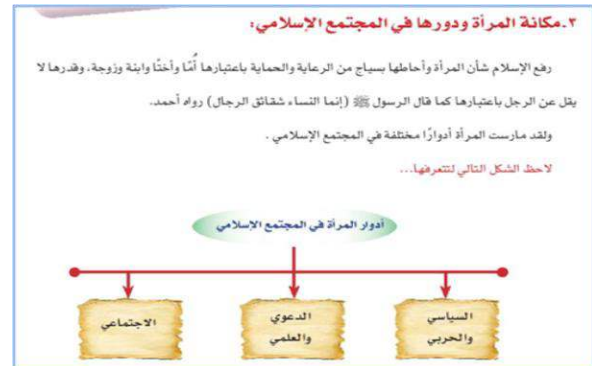 ٢.مكانة المرأة ودورها في المجتمع الإسلامي:
رفع الإسلام شأن المرأة وأحاطها بسياج من الرعاية والحماية باعتبارها أُمًّا وأختًا وابنة وزوجة، وقدرها لا
يقل عن الرجل باعتبارها كما قال الرسول ﷺ (إنما النساء شقائق الرجال) رواه أحمد.
ولقد مارست المرأة أدوارًا مختلفة في المجتمع الإسلامي .
لاحظ الشكل التالي لتتعرفها...
أدوار المرأة في المجتمع الإسلامي
السياسي
والحربي
الدعوي
والعلمي
الاجتماعي